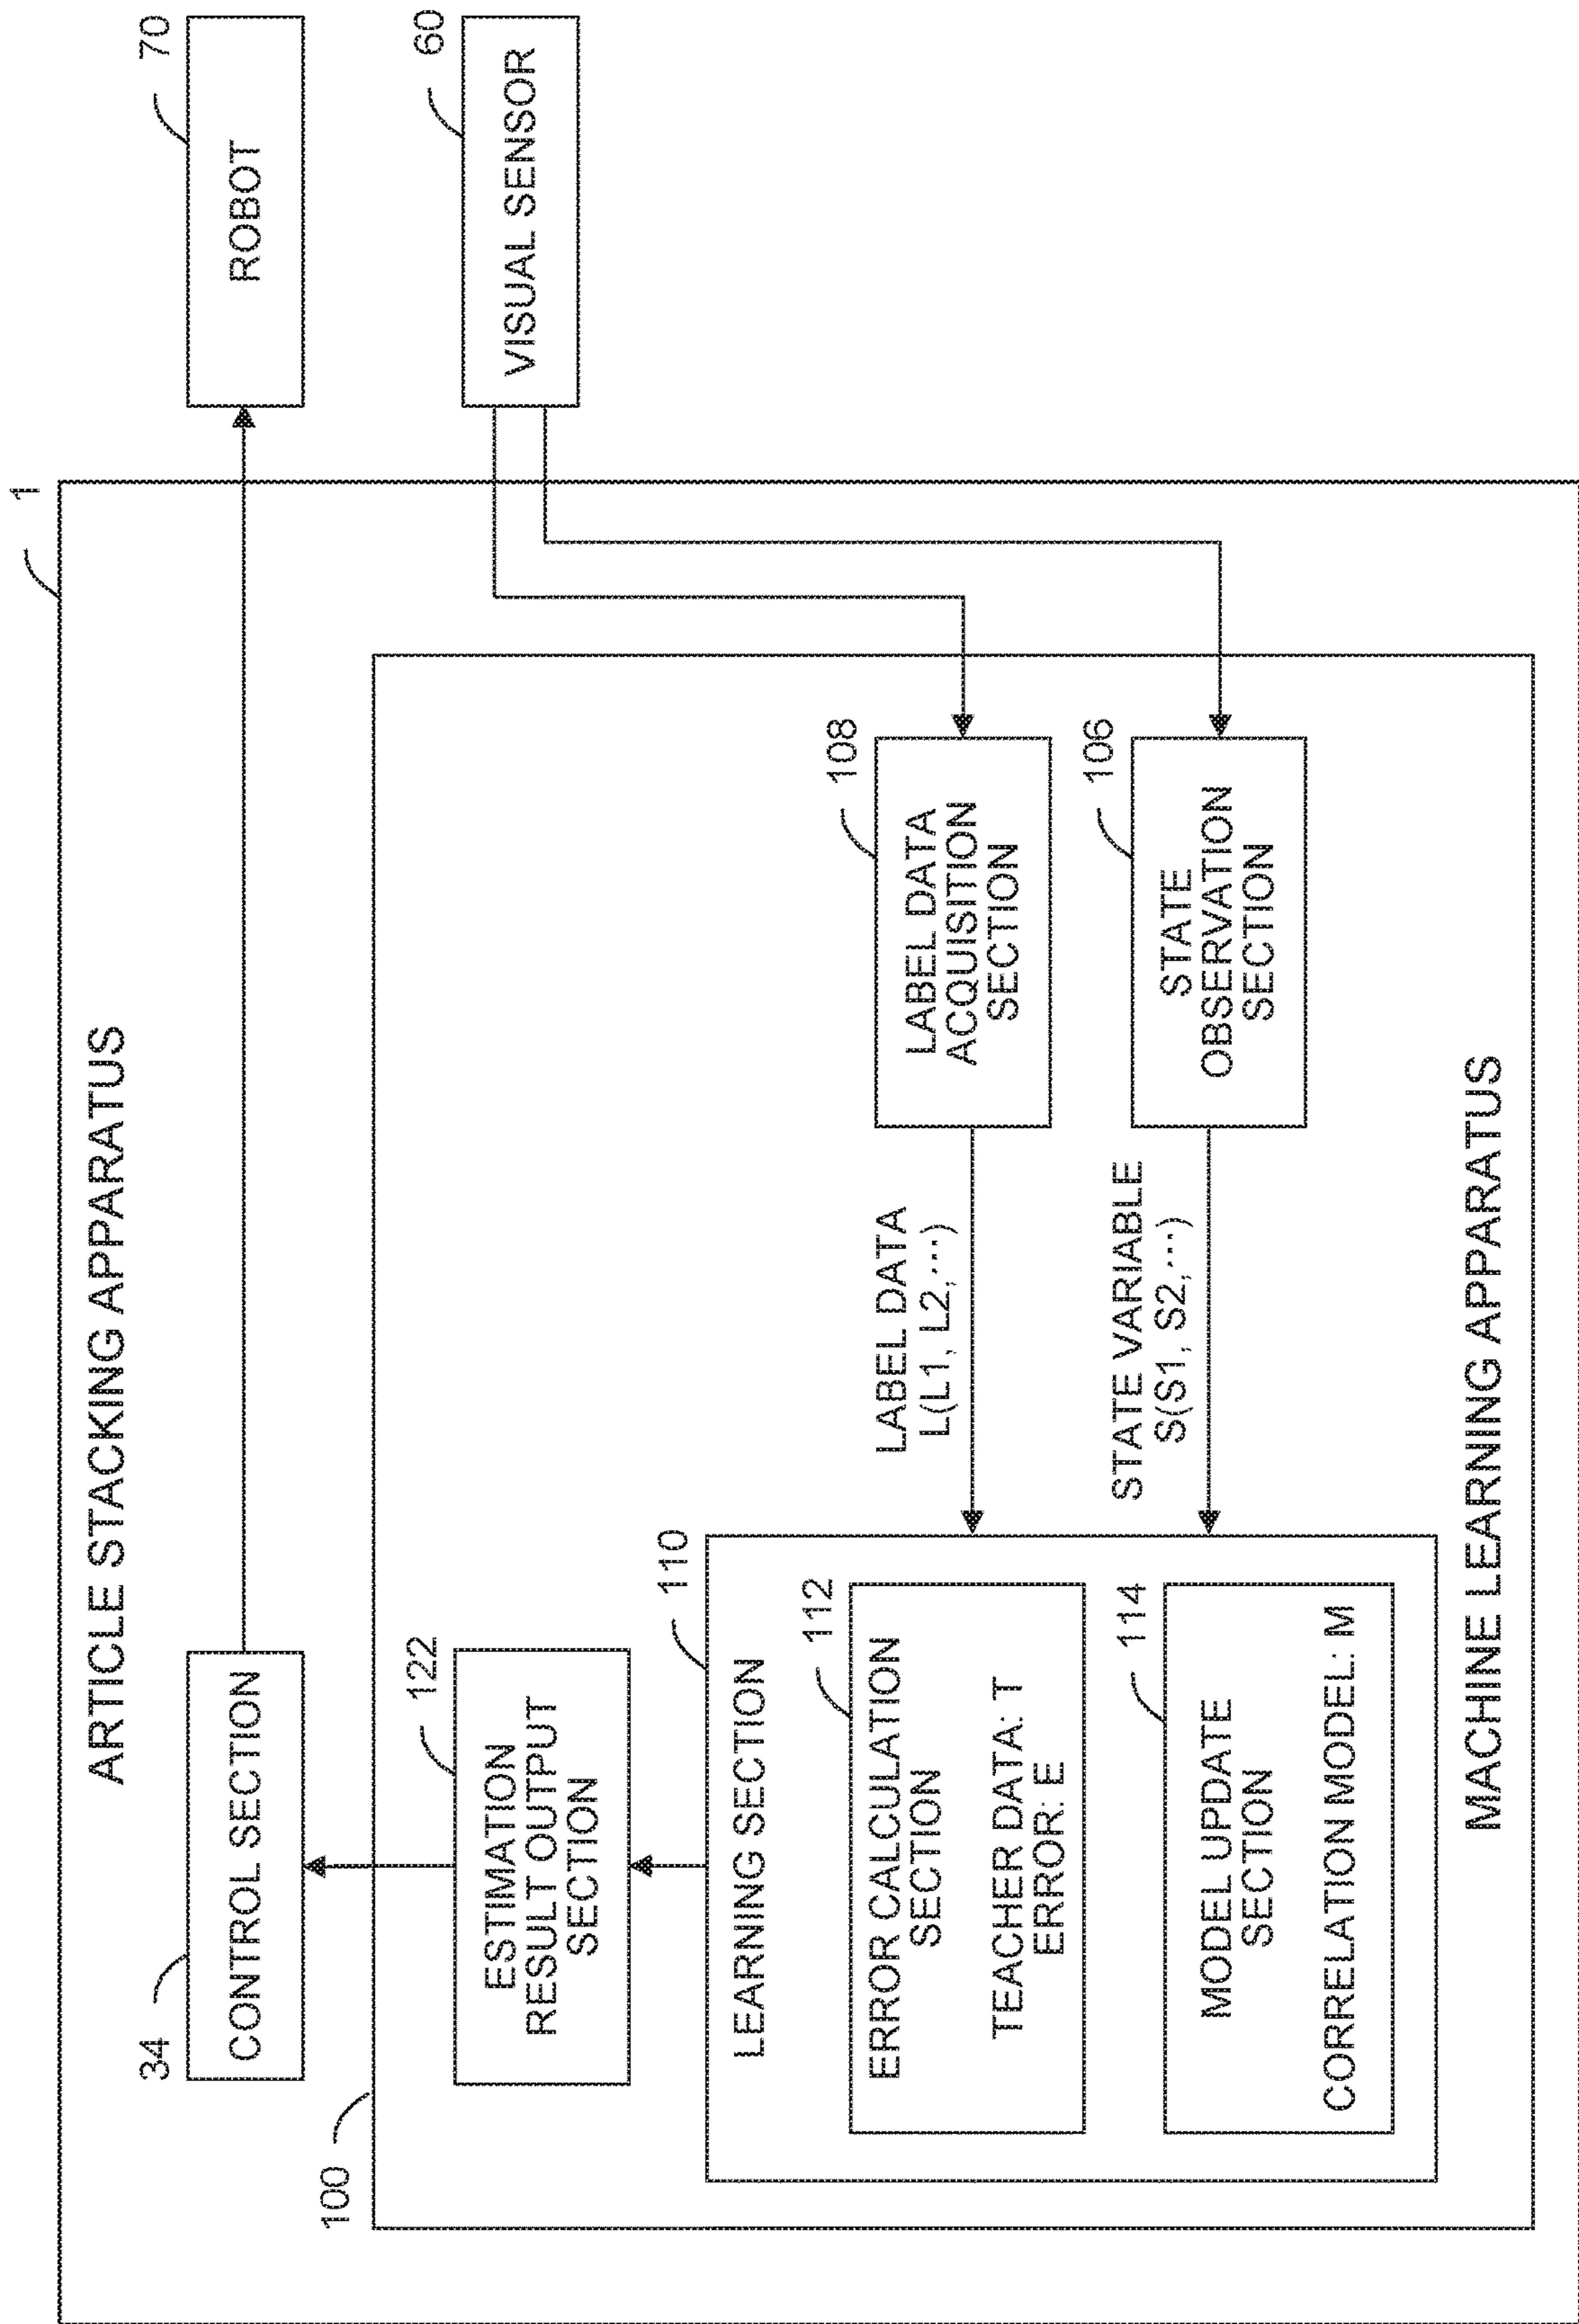 1
ARTICLE STACKING APPARATUS
34
CONTROL SECTION
70
ROBOT
60
VISUAL SENSOR
100
122
ESTIMATION
RESULT OUTPUT
SECTION
110
LEARNING SECTION
112
ERROR CALCULATION
SECTION
TEACHER DATA: T
ERROR: E
114
MODEL UPDATE
SECTION
CORRELATION MODEL: M
LABEL DATA
L(L1, L2,···)
STATE VARIABLE
S(S1, S2,···)
108
LABEL DATA
ACQUISITION
SECTION
106
STATE
OBSERVATION
SECTION
MACHINE LEARNING APPARATUS